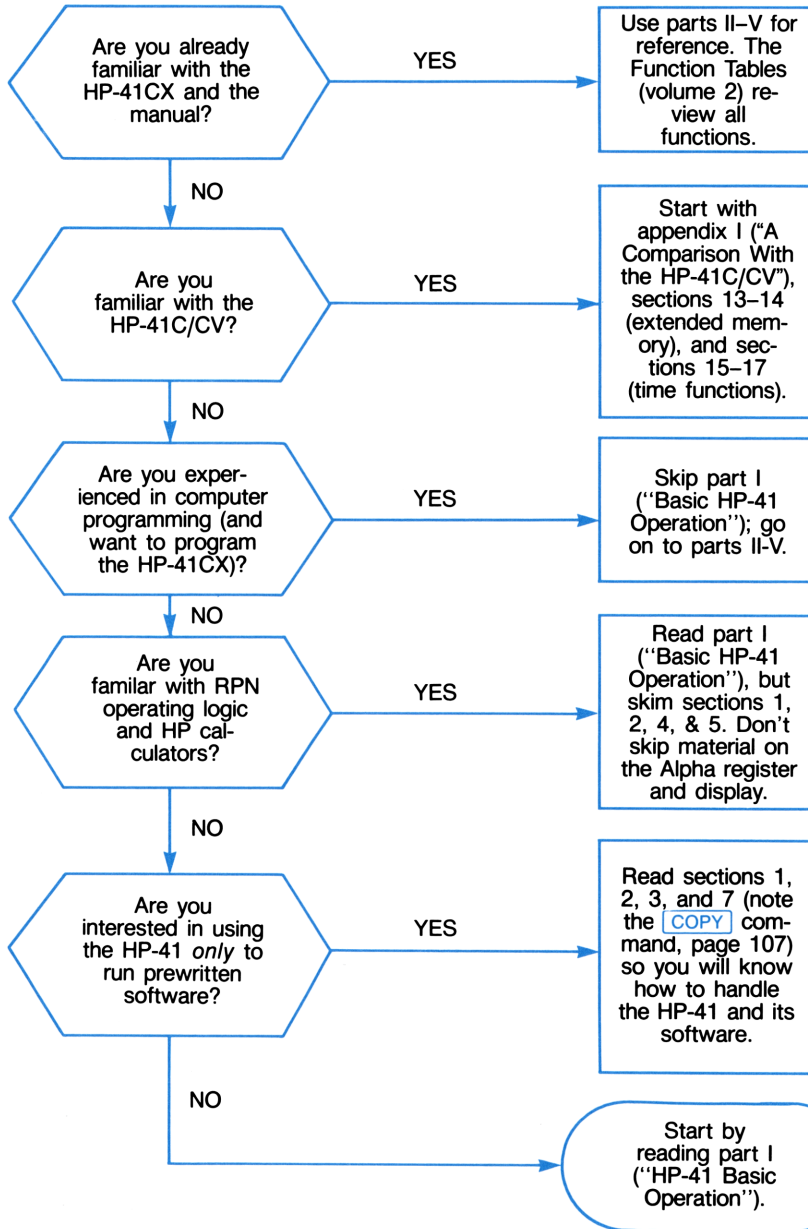 Are you already
familiar with the
HP-41CX and the
manual?
YES
Use parts II–V for
reference. The
Function Tables
(volume 2) re-
view all
functions.
NO
Are you
familiar with the
HP-41C/CV?
YES
Start with
appendix I (“A
Comparison With
the HP-41C/CV”),
sections 13–14
(extended mem-
ory), and sec-
tions 15–17
(time functions).
NO
Are you exper-
ienced in computer
programming (and
want to program
the HP-41CX)?
YES
Skip part I
(''Basic HP-41
Operation''); go
on to parts II-V.
NO
Are you
familar with RPN
operating logic
and HP cal-
culators?
YES
Read part I
(''Basic HP-41
Operation''), but
skim sections 1,
2, 4, & 5. Don't
skip material on
the Alpha register
and display.
NO
Are you
interested in using
the HP-41 only to
run prewritten
software?
YES
Read sections 1,
2, 3, and 7 (note
the COPY com-
mand, page 107)
so you will know
how to handle
the HP-41 and its
software.
NO
Start by
reading part I
(''HP-41 Basic
Operation'').